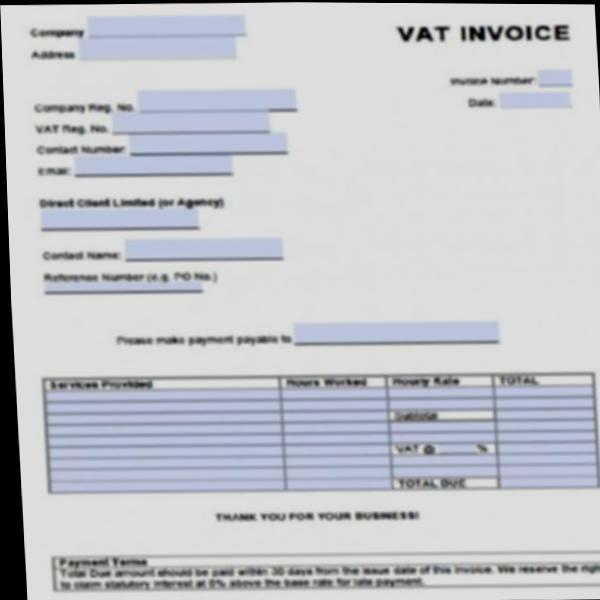 Company
VAT INVOICE
Address
Invoice Number:
Date:
Company Reg. No.
VAT Reg. No.
Contact Number:
Email:
Direct Client Limited (or Agency)
Contact Name:
Reference Number (e.g. PO No.)
Please make payment payable to
Services Provided Hours Worked Hourly Rate TOTAL
Subtotal
VAT @ %
TOTAL DUE
THANK YOU FOR YOUR BUSINESS!
Payment Terms
Total Due amount should be paid within 30 days from the issue date of this invoice. We reserve the
to claim statutory interest at 8% above the base rate for late payment.